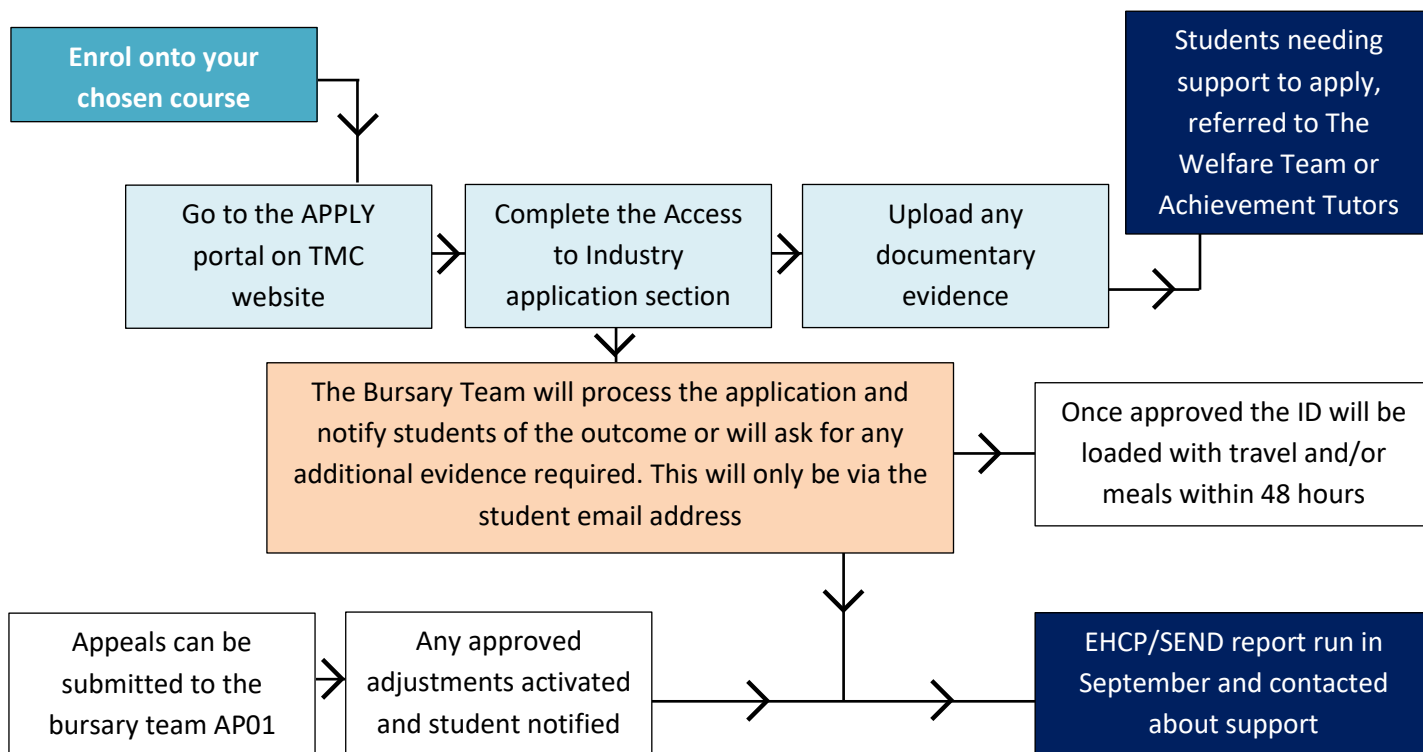 Enrol onto your
chosen course
Students needing
support to apply,
referred to The
Welfare Team or
Achievement Tutors
Go to the APPLY
portal on TMC
website
Complete the Access
to Industry
application section
Upload any
documentary
evidence
The Bursary Team will process the application and
notify students of the outcome or will ask for any
additional evidence required. This will only be via the
student email address
Once approved the ID will be
loaded with travel and/or
meals within 48 hours
Appeals can be
submitted to the
bursary team AP01
Any approved
adjustments activated
and student notified
EHCP/SEND report run in
September and contacted
about support